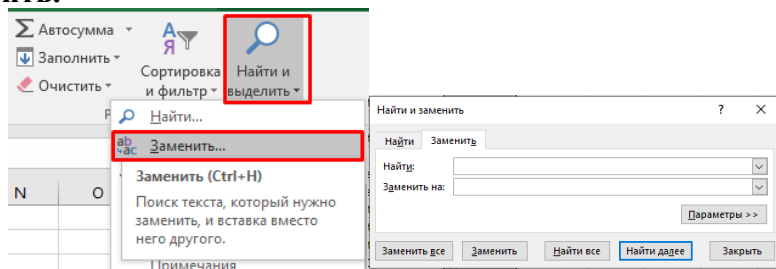 Автосумма
Заполнить
Очистить
Сортировка
и фильтр
Найти и
выделить
Найти...
Заменить...
Заменить (Ctrl+H)
Поиск текста, который нужно
заменить, и вставка вместо
него другого.
Примечания
N O
Найти и заменить ? X
Найти Заменить
Найти:
Заменить на:
Параметры >>
Заменить все Заменить Найти все Найти далее Закрыть